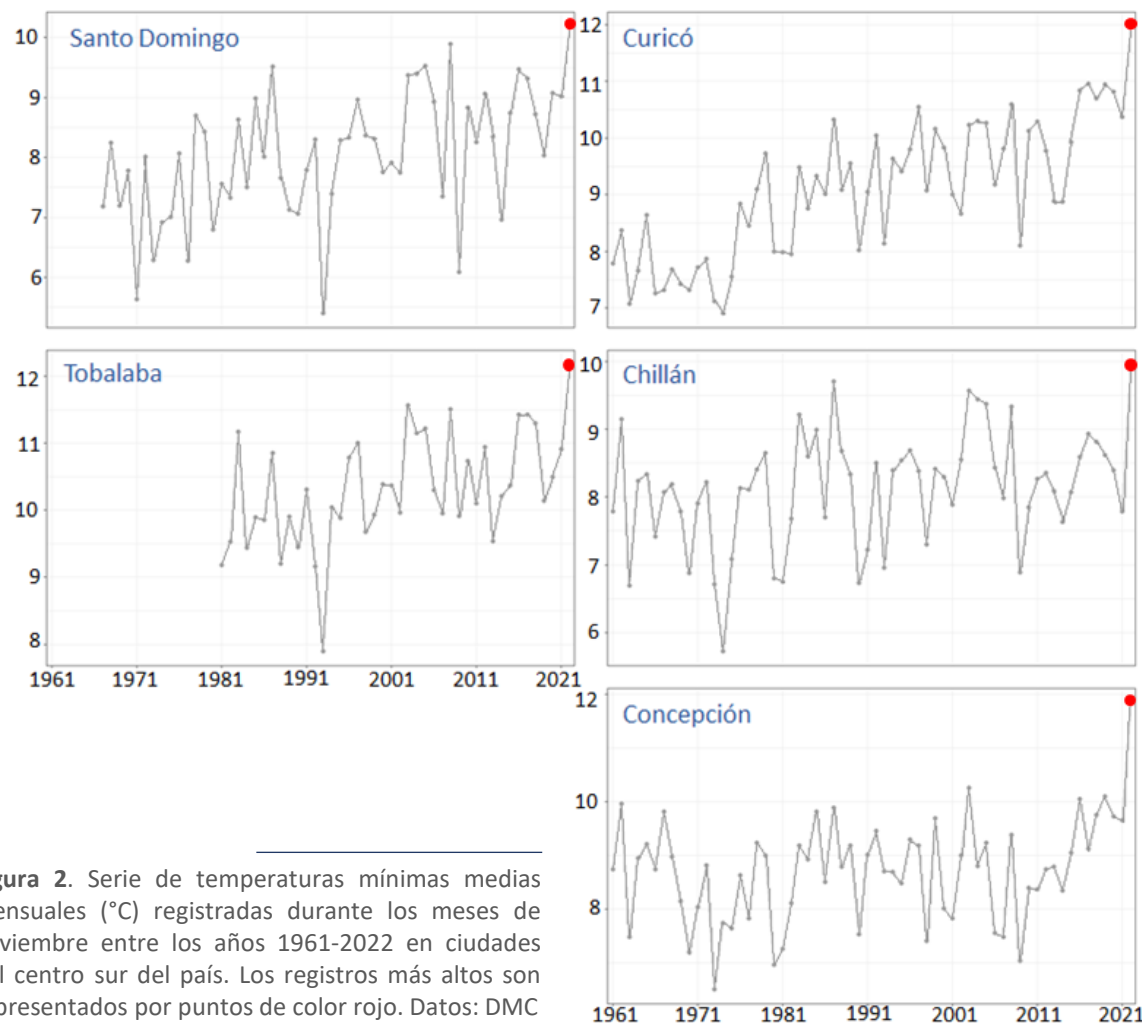 Santo Domingo
10
9
8
7
6
Curicó
12
11
10
9
8
7
Tobalaba
12
11
10
9
8
1961 1971 1981 1991 2001 2011 2021
Chillán
10
9
8
7
6
Concepción
12
10
8
1961 1971 1981 1991 2001 2011 2021
gura 2. Serie de temperaturas mínimas medias
ensuales (°C) registradas durante los meses de
viembre entre los años 1961-2022 en ciudades
l centro sur del país. Los registros más altos son
presentados por puntos de color rojo. Datos: DMC